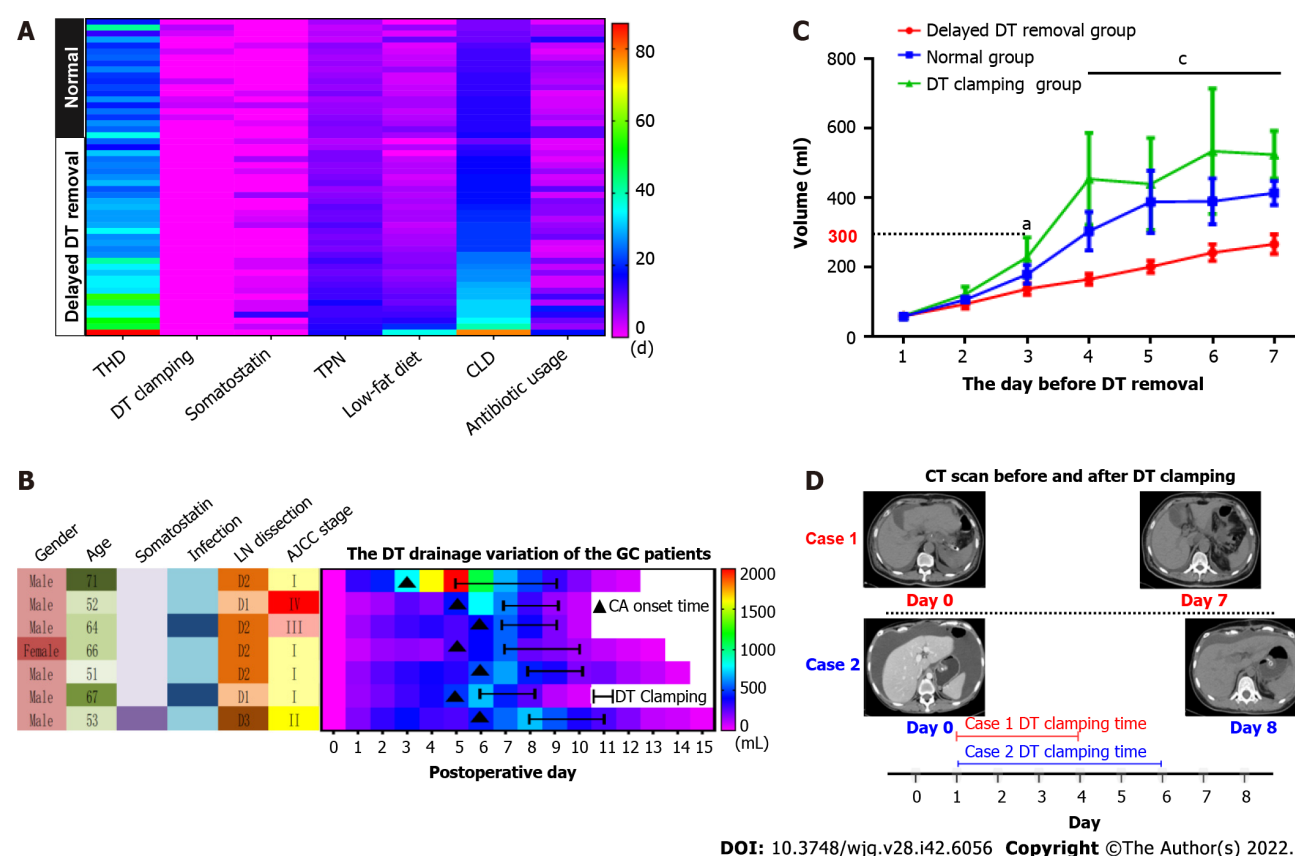 A
Normal
Delayed DT removal
80
60
40
20
0
(d)
THD
DT clamping
Somatostatin
TPN
Low-fat diet
CLD
Antibiotic usage
C
Delayed DT removal group
Normal group
DT clamping group
c
a
Volume (ml)
800
600
400
300
200
0
1 2 3 4 5 6 7
The day before DT removal
B
Gender Age Somatostatin Infection LN dissection AJCC stage
The DT drainage variation of the GC patients
Male 71 D2 I
Male 52 D1 IV
Male 64 D2 III
Female 66 D2 I
Male 51 D2 I
Male 67 D1 I
Male 53 D3 II
CA onset time
DT Clamping
2000
1500
1000
500
0
(mL)
0 1 2 3 4 5 6 7 8 9 10 11 12 13 14 15
Postoperative day
D
CT scan before and after DT clamping
Case 1
Day 0 Day 7
Case 2
Day 0 Day 8
Case 1 DT clamping time
Case 2 DT clamping time
0 1 2 3 4 5 6 7 8
Day
DOI: 10.3748/wjg.v28.i42.6056 Copyright ©The Author(s) 2022.